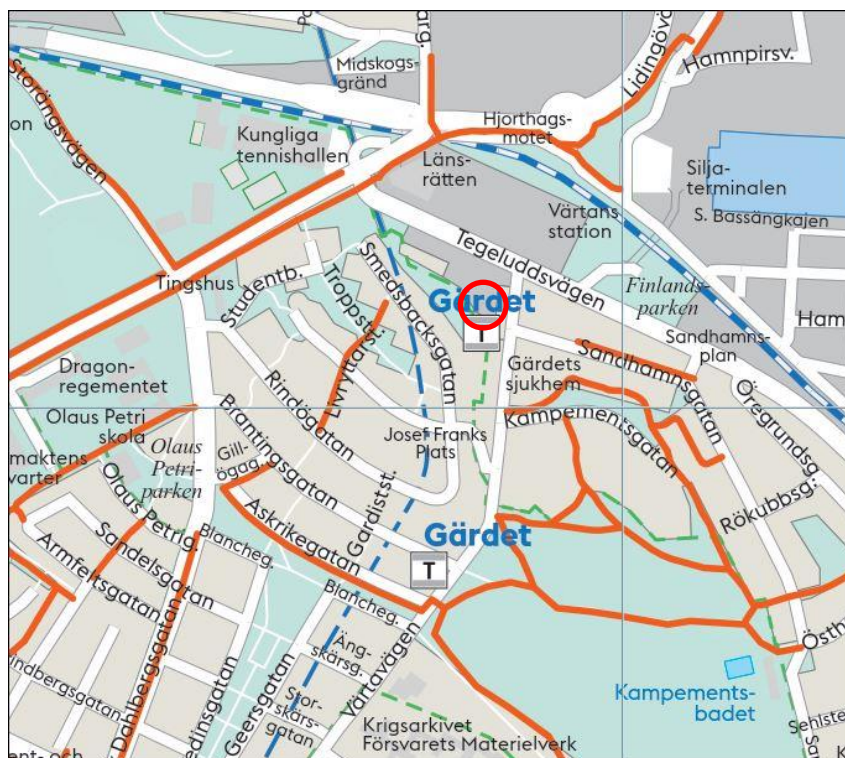 Midskogs-
gränd
Storängsvägen
Kungliga
tennishallen
Läns-
rätten
Hjorthags-
motet
Hamnpirsv.
Silja-
terminalen
S. Bassängkajen
Värtans
station
Tegeluddsvägen
Tingshus
Studentb.
Troppst.
Smedsbacksgatan
Gärdet
T
Finlands-
parken
Sandhamns-
plan
Livryttarst.
Gärdets
sjukhem
Sandhamnsgatan
Dragon-
regementet
Olaus Petri
skola
Olaus
Petri-
parken
Rindögatan
Brantingsgatan
Gill-
ögag.
Josef Franks
Plats
Kampementsgatan
Öregrundsg.
Rökubbsg.
Olaus Petrig.
Askrikegatan
Gardistst.
Gärdet
T
Sandelsgatan
Armfeltsgatan
Blancheg.
Blancheg.
Dahlbergsgatan
Geersgatan
Äng-
skärsg.
Stor-
skärs-
gatan
Värtavägen
Kampements-
badet
Krigsarkivet
Försvarets Materielverk